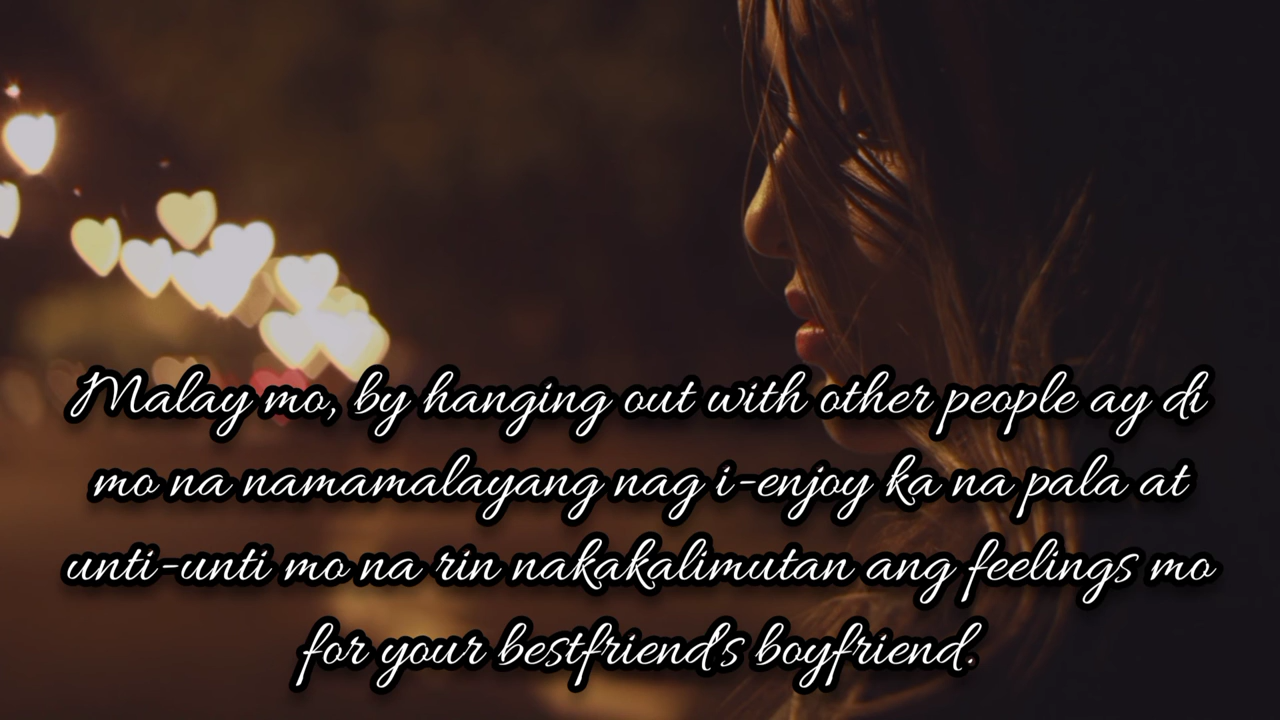 Malay mo, by hanging out with other people ay di
mo na namamalayang nag i-enjoy ka na pala at
unti-unti mo na rin nakakalimutan ang feelings mo
for your bestfriend's boyfriend.